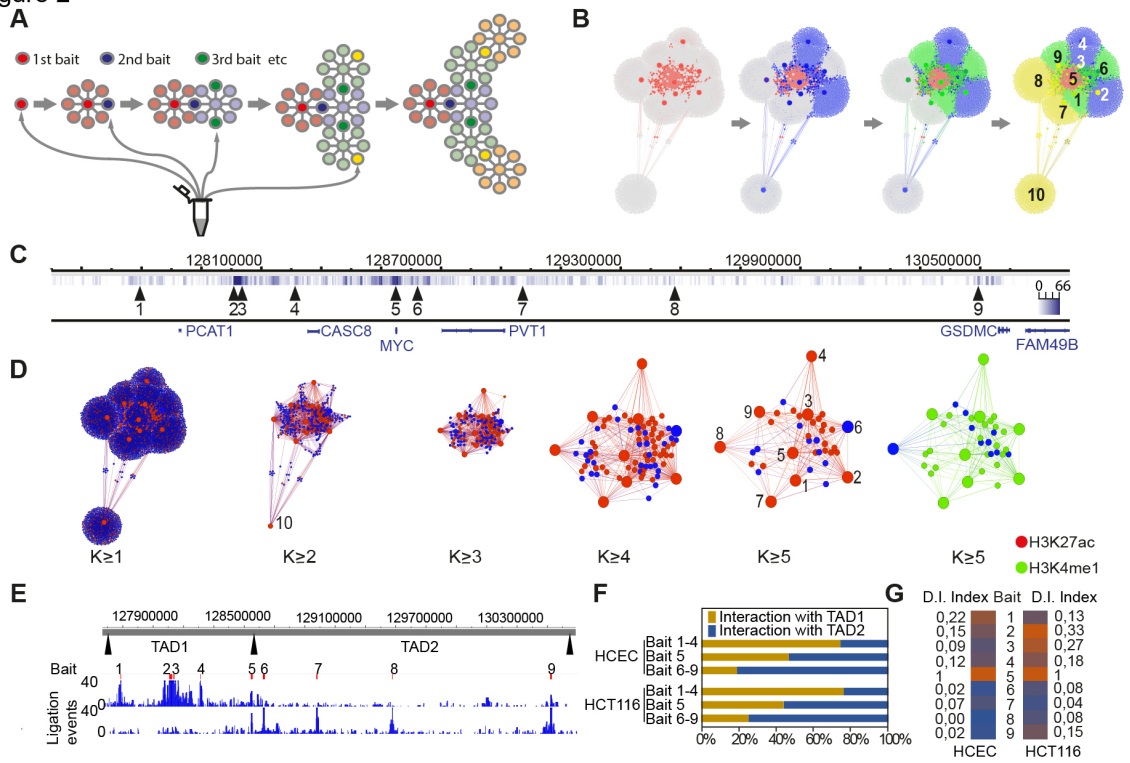 A
1st bait 2nd bait 3rd bait etc
B
4
3
9
6
8
5
2
1
7
10
C
128100000 128700000 129300000 129900000 130500000
0 66
1 2 3 4 5 6 7 8 9
PCAT1 CASC8 MYC PVT1 GSDMC FAM49B
D
10
4
3
9
6
8
5
2
1
7
K≥1 K≥2 K≥3 K≥4 K≥5 K≥5
H3K27ac
H3K4me1
E
127900000 128500000 129100000 129700000 130300000
TAD1 TAD2
Bait 1 2 3 4 5 6 7 8 9
Ligation events
40
0
40
0
F
Interaction with TAD1
Interaction with TAD2
HCEC
Bait 1-4
Bait 5
Bait 6-9
HCT116
Bait 1-4
Bait 5
Bait 6-9
0% 20% 40% 60% 80% 100%
G
D.I. Index Bait D.I. Index
0,22 1 0,13
0,15 2 0,33
0,09 3 0,27
0,12 4 0,18
1 5 1
0,02 6 0,08
0,07 7 0,04
0,00 8 0,08
0,02 9 0,15
HCEC HCT116